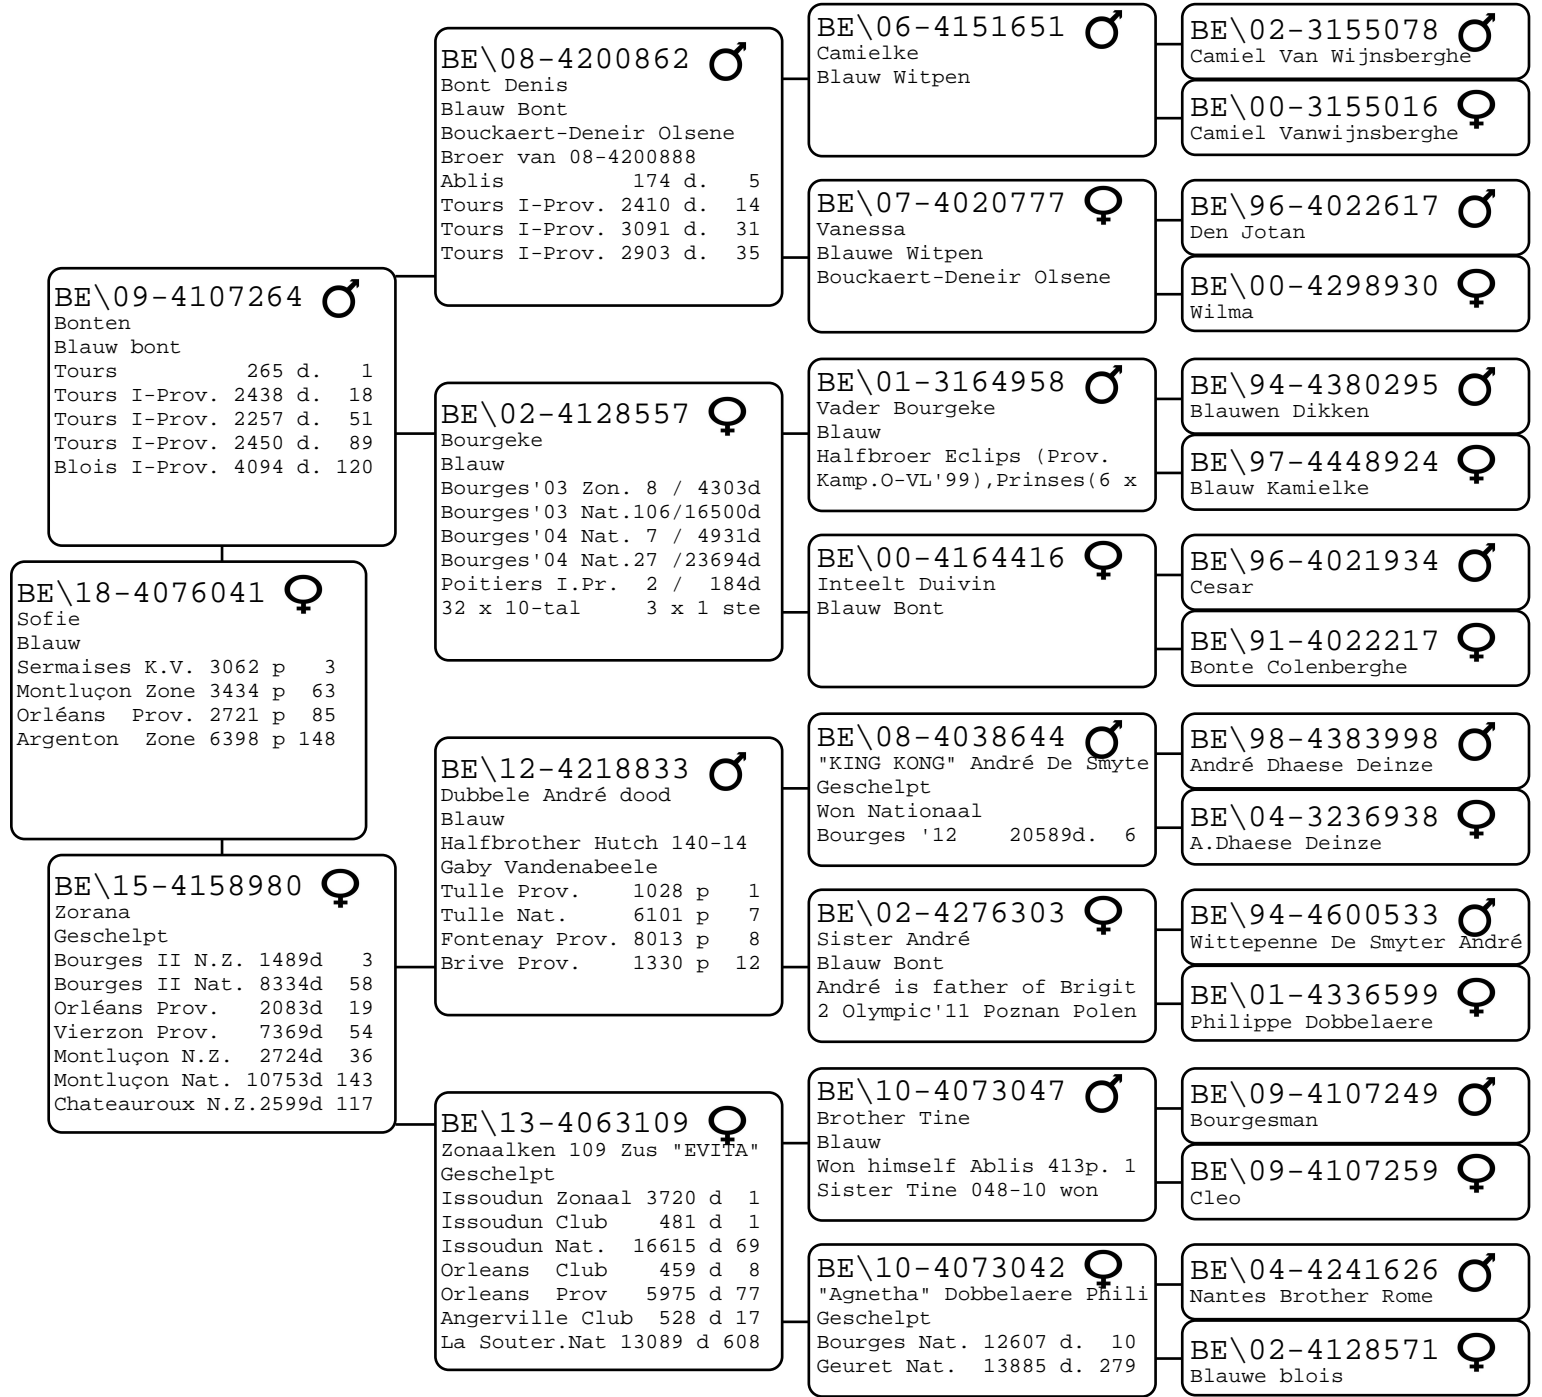 BE\18-4076041 ♀
Sofie
Blauw
Sermaises K.V. 3062 p 3
Montluçon Zone 3434 p 63
Orléans Prov. 2721 p 85
Argenton Zone 6398 p 148
BE\09-4107264 ♂
Bonten
Blauw bont
Tours 265 d. 1
Tours I-Prov. 2438 d. 18
Tours I-Prov. 2257 d. 51
Tours I-Prov. 2450 d. 89
Blois I-Prov. 4094 d. 120
BE\15-4158980 ♀
Zorana
Geschelpt
Bourges II N.Z. 1489d 3
Bourges II Nat. 8334d 58
Orléans Prov. 2083d 19
Vierzon Prov. 7369d 54
Montluçon N.Z. 2724d 36
Montluçon Nat. 10753d 143
Chateauroux N.Z.2599d 117
BE\08-4200862 ♂
Bont Denis
Blauw Bont
Bouckaert-Deneir Olsene
Broer van 08-4200888
Ablis 174 d. 5
Tours I-Prov. 2410 d. 14
Tours I-Prov. 3091 d. 31
Tours I-Prov. 2903 d. 35
BE\02-4128557 ♀
Bourgeke
Blauw
Bourges'03 Zon. 8 / 4303d
Bourges'03 Nat.106/16500d
Bourges'04 Nat. 7 / 4931d
Bourges'04 Nat.27 /23694d
Poitiers I.Pr. 2 / 184d
32 x 10-tal 3 x 1 ste
BE\12-4218833 ♂
Dubbele André dood
Blauw
Halfbrother Hutch 140-14
Gaby Vandenabeele
Tulle Prov. 1028 p 1
Tulle Nat. 6101 p 7
Fontenay Prov. 8013 p 8
Brive Prov. 1330 p 12
BE\13-4063109 ♀
Zonaalken 109 Zus "EVITA"
Geschelpt
Issoudun Zonaal 3720 d 1
Issoudun Club 481 d 1
Issoudun Nat. 16615 d 69
Orleans Club 459 d 8
Orleans Prov 5975 d 77
Angerville Club 528 d 17
La Souter.Nat 13089 d 608
BE\06-4151651 ♂
Camielke
Blauw Witpen
BE\07-4020777 ♀
Vanessa
Blauwe Witpen
Bouckaert-Deneir Olsene
BE\01-3164958 ♂
Vader Bourgeke
Blauw
Halfbroer Eclips (Prov.
Kamp.O-VL'99),Prinses(6 x
BE\00-4164416 ♀
Inteelt Duivin
Blauw Bont
BE\08-4038644 ♂
"KING KONG" André De Smyte
Geschelpt
Won Nationaal
Bourges '12 20589d. 6
BE\02-4276303 ♀
Sister André
Blauw Bont
André is father of Brigit
2 Olympic'11 Poznan Polen
BE\10-4073047 ♂
Brother Tine
Blauw
Won himself Ablis 413p. 1
Sister Tine 048-10 won
BE\10-4073042 ♀
"Agnetha" Dobbelaere Phili
Geschelpt
Bourges Nat. 12607 d. 10
Geuret Nat. 13885 d. 279
BE\02-3155078 ♂
Camiel Van Wijnsberghe
BE\00-3155016 ♀
Camiel Vanwijnsberghe
BE\96-4022617 ♂
Den Jotan
BE\00-4298930 ♀
Wilma
BE\94-4380295 ♂
Blauwen Dikken
BE\97-4448924 ♀
Blauw Kamielke
BE\96-4021934 ♂
Cesar
BE\91-4022217 ♀
Bonte Colenberghe
BE\98-4383998 ♂
André Dhaese Deinze
BE\04-3236938 ♀
A.Dhaese Deinze
BE\94-4600533 ♂
Wittepenne De Smyter André
BE\01-4336599 ♀
Philippe Dobbelaere
BE\09-4107249 ♂
Bourgesman
BE\09-4107259 ♀
Cleo
BE\04-4241626 ♂
Nantes Brother Rome
BE\02-4128571 ♀
Blauwe blois